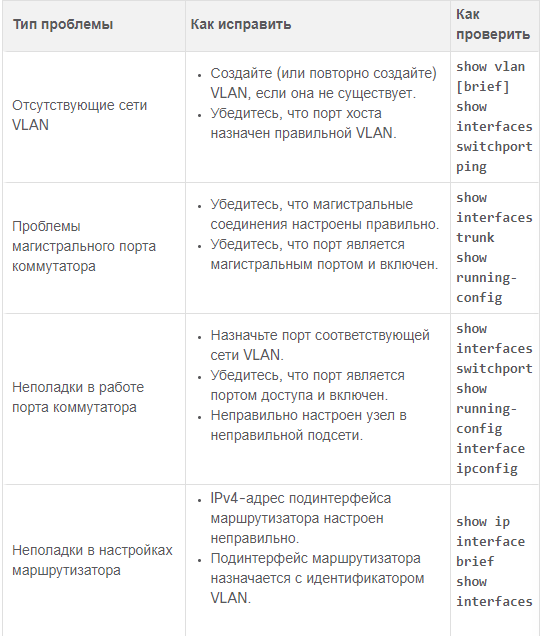 Тип проблемы
Как исправить
Как
проверить
Отсутствующие сети
VLAN
Создайте (или повторно создайте)
VLAN, если она не существует.
Убедитесь, что порт хоста
назначен правильной VLAN.
show vlan
[brief]
show
interfaces
switchport
ping
Проблемы
магистрального порта
коммутатора
Убедитесь, что магистральные
соединения настроены правильно.
Убедитесь, что порт является
магистральным портом и включен.
show
interfaces
trunk
show
running-
config
Неполадки в работе
порта коммутатора
Назначьте порт соответствующей
сети VLAN.
Убедитесь, что порт является
портом доступа и включен.
Неправильно настроен узел в
неправильной подсети.
show
interfaces
switchport
show
running-
config
interface
ipconfig
Неполадки в настройках
маршрутизатора
IPv4-адрес подинтерфейса
маршрутизатора настроен
неправильно.
Подинтерфейс маршрутизатора
назначается с идентификатором
VLAN.
show ip
interface
brief
show
interfaces